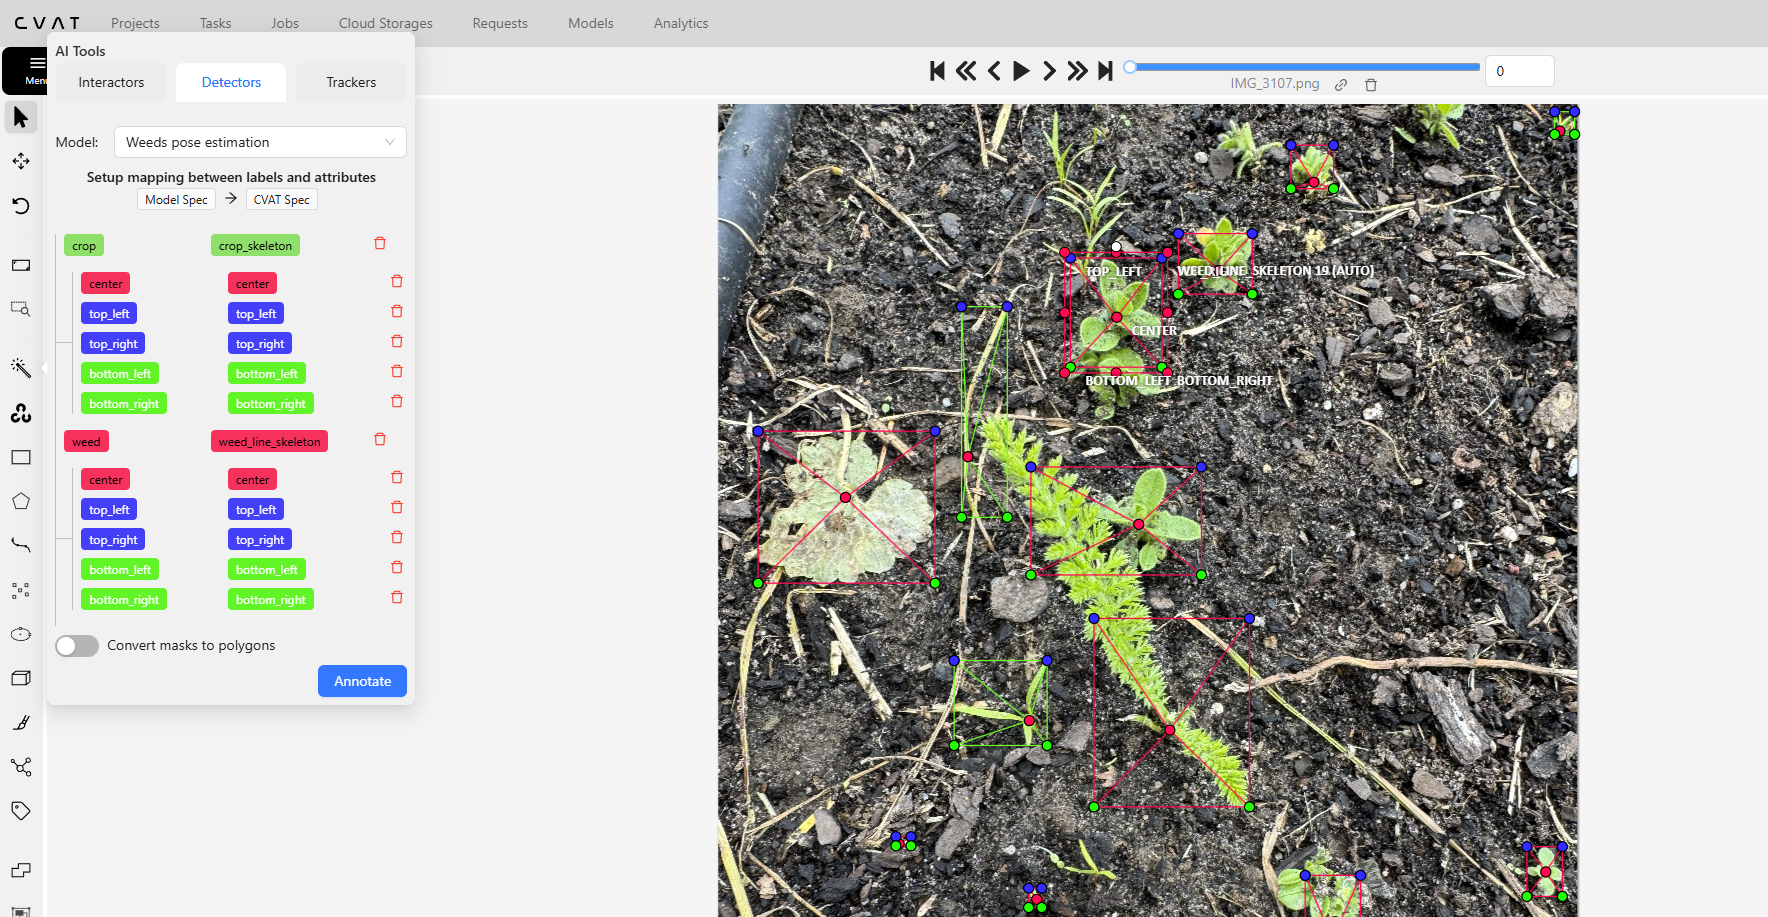 CVAT
Projects
Tasks
Jobs
Cloud Storages
Requests
Models
Analytics
Menu
AI Tools
Interactors
Detectors
Trackers
Model:
Weeds pose estimation
Setup mapping between labels and attributes
Model Spec
CVAT Spec
crop
crop_skeleton
center
center
top_left
top_left
top_right
top_right
bottom_left
bottom_left
bottom_right
bottom_right
weed
weed_line_skeleton
center
center
top_left
top_left
top_right
top_right
bottom_left
bottom_left
bottom_right
bottom_right
Convert masks to polygons
Annotate
IMG_3107.png
0
TOP_LEFT
WEED_LINE_SKELETON 19 (AUTO)
CENTER
BOTTOM_LEFT
BOTTOM_RIGHT